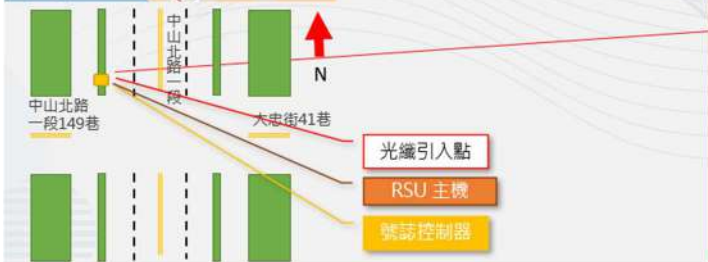 中山北路一段
N
中山北路
一段149巷
大忠街41巷
光纖引入點
RSU 主機
號誌控制器